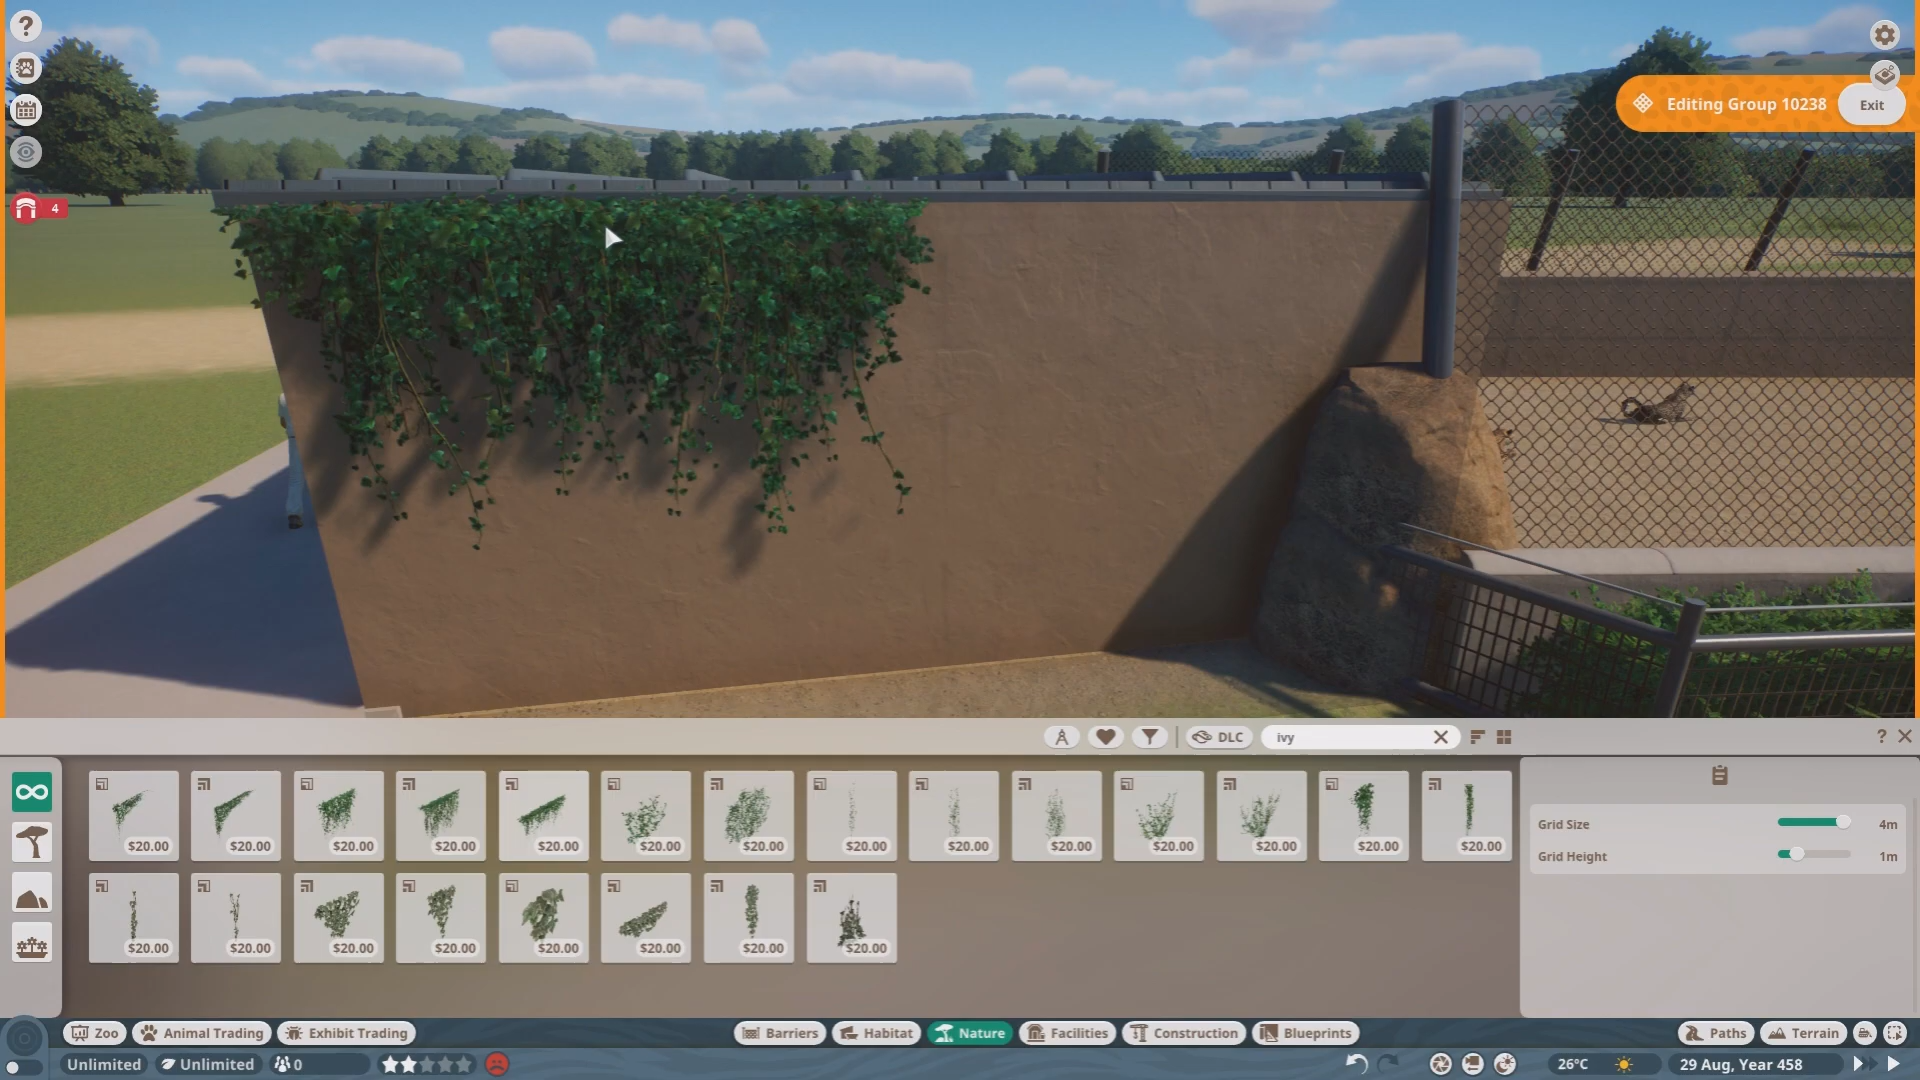 ?
4
Editing Group 10238
Exit
DLC
ivy
?
$20.00 $20.00 $20.00 $20.00 $20.00 $20.00 $20.00 $20.00 $20.00 $20.00 $20.00 $20.00 $20.00 $20.00
$20.00 $20.00 $20.00 $20.00 $20.00 $20.00 $20.00 $20.00
Grid Size 4m
Grid Height 1m
Zoo Animal Trading Exhibit Trading Barriers Habitat Nature Facilities Construction Blueprints Paths Terrain
Unlimited Unlimited 0 26°C 29 Aug, Year 458